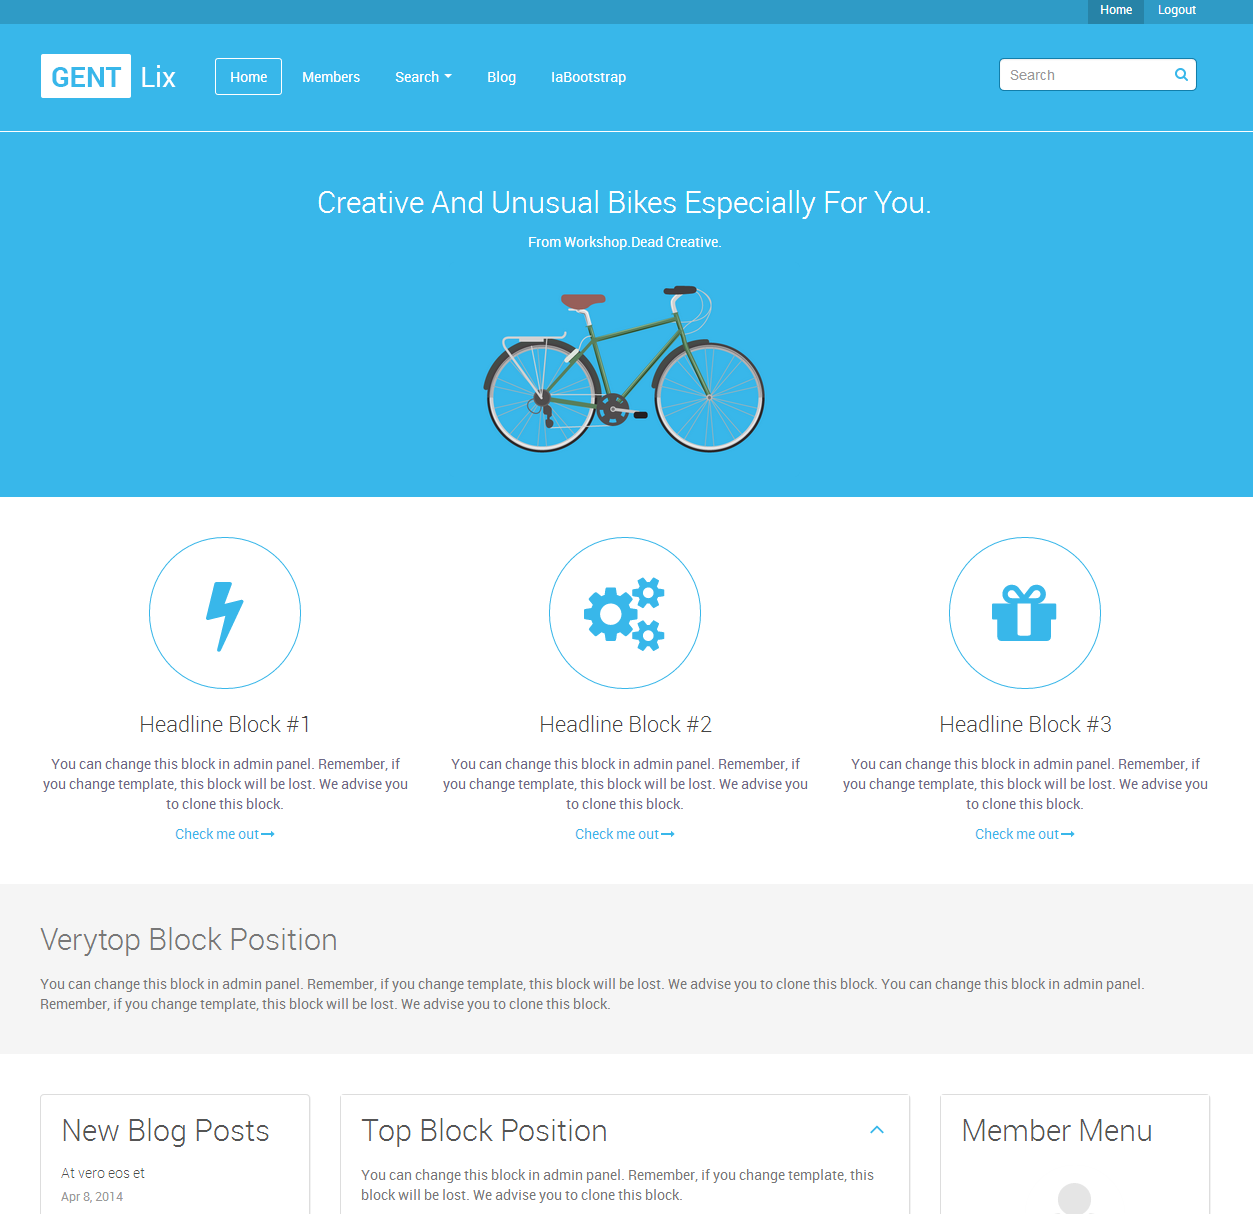 Home Logout
GENT Lix Home Members Search Blog IaBootstrap Search
Creative And Unusual Bikes Especially For You.
From Workshop.Dead Creative.
Headline Block #1
You can change this block in admin panel. Remember, if
you change template, this block will be lost. We advise you
to clone this block.
Check me out
Headline Block #2
You can change this block in admin panel. Remember, if
you change template, this block will be lost. We advise you
to clone this block.
Check me out
Headline Block #3
You can change this block in admin panel. Remember, if
you change template, this block will be lost. We advise you
to clone this block.
Check me out
Verytop Block Position
You can change this block in admin panel. Remember, if you change template, this block will be lost. We advise you to clone this block. You can change this block in admin panel.
Remember, if you change template, this block will be lost. We advise you to clone this block.
New Blog Posts
At vero eos et
Apr 8, 2014
Top Block Position
You can change this block in admin panel. Remember, if you change template, this
block will be lost. We advise you to clone this block.
Member Menu